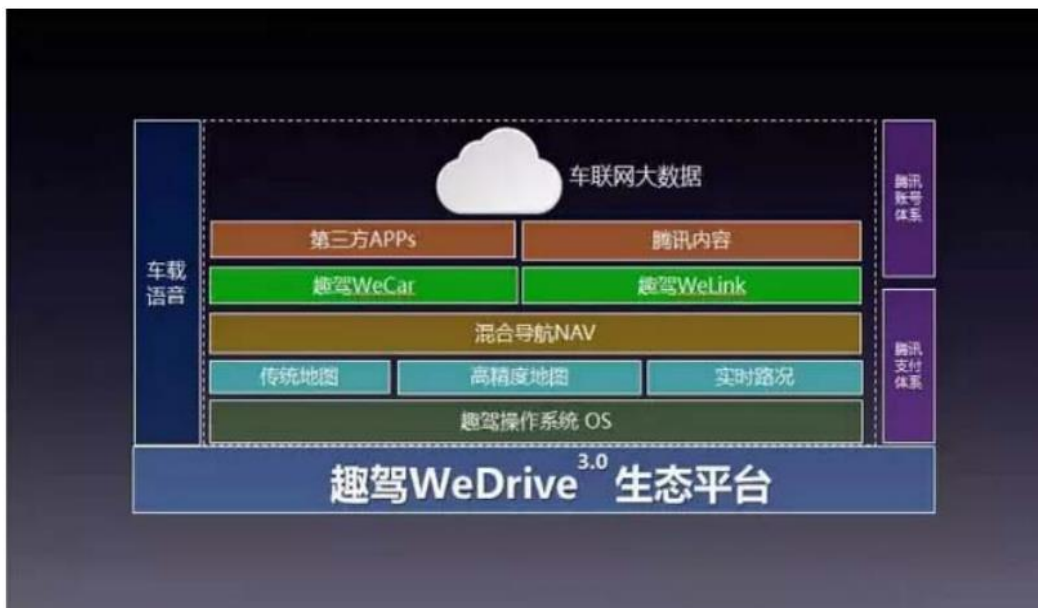 车联网大数据
第三方APPs
腾讯内容
趣驾WeCar
趣驾WeLink
混合导航NAV
传统地图
高精度地图
实时路况
趣驾操作系统 OS
车载
语音
腾讯
账号
体系
腾讯
支付
体系
趣驾WeDrive 3.0 生态平台